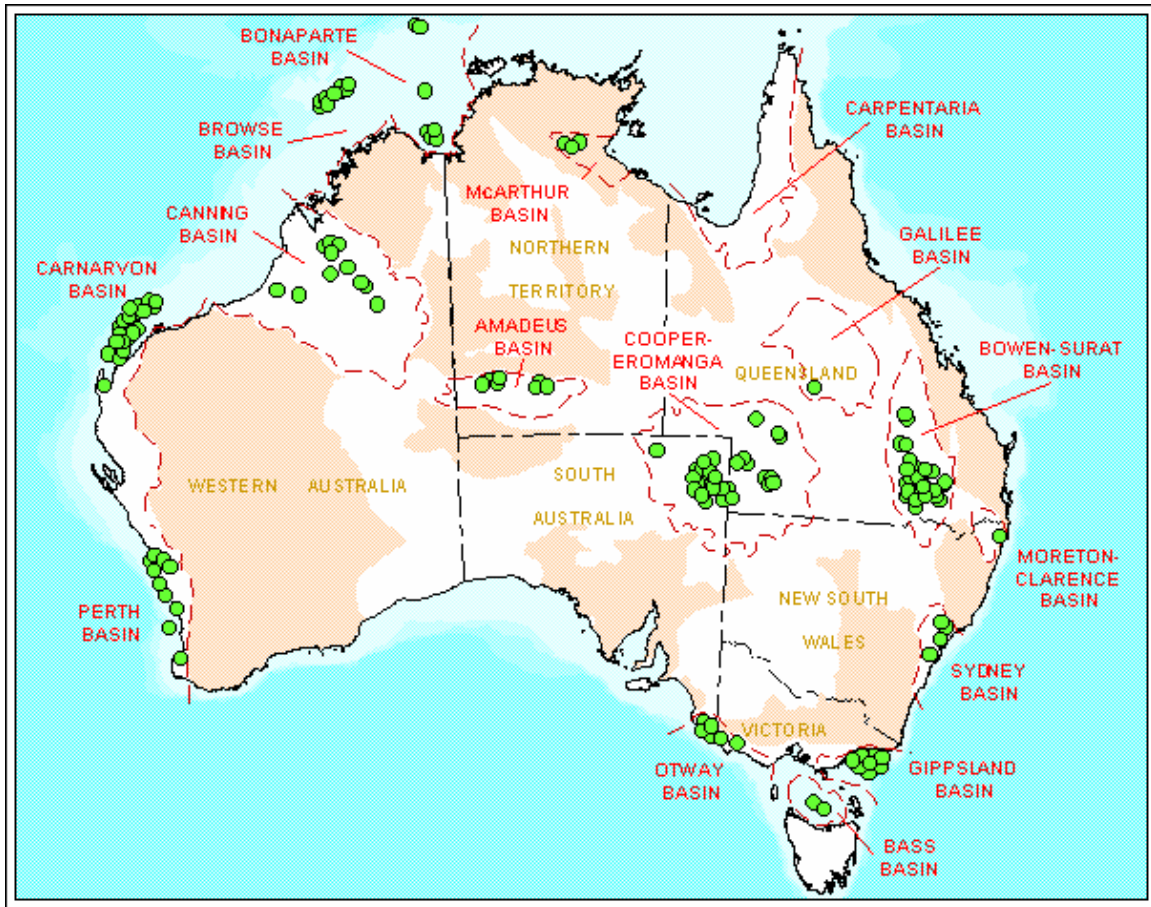 BONAPARTE
BASIN
BROWSE
BASIN
CARPENTARIA
BASIN
McARTHUR
BASIN
CANNING
BASIN
NORTHERN
TERRITORY
GALILEE
BASIN
CARNARVON
BASIN
AMADEUS
BASIN
COOPER-
EROMANGA
BASIN
QUEENSLAND
BOWEN-SURAT
BASIN
WESTERN AUSTRALIA
SOUTH
AUSTRALIA
MORETON-
CLARENCE
BASIN
PERTH
BASIN
NEW SOUTH
WALES
SYDNEY
BASIN
VICTORIA
OTWAY
BASIN
GIPPSLAND
BASIN
BASS
BASIN